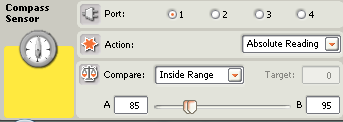 Compass
Sensor
Port: 1 2 3 4
Action: Absolute Reading
Compare: Inside Range Target: 0
A 85 B 95